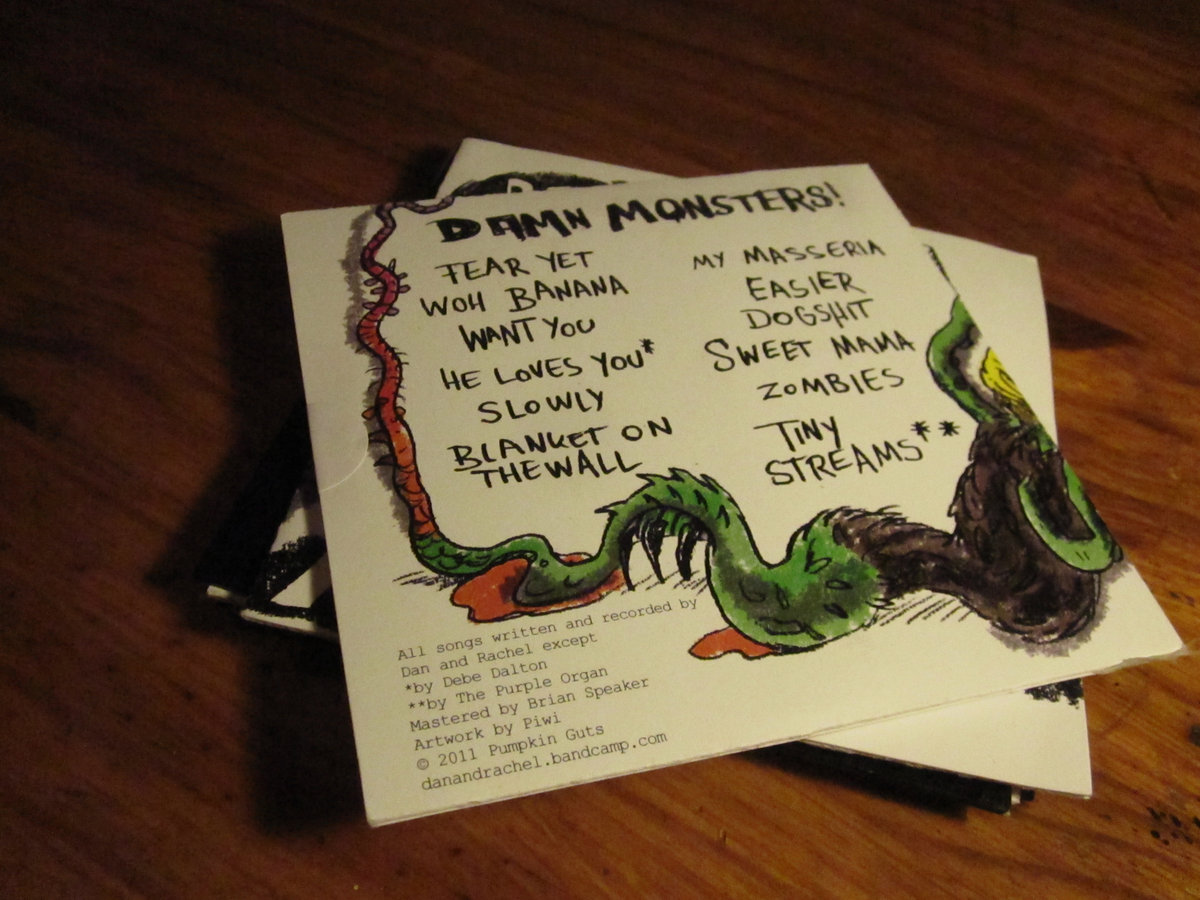 DAMN MONSTERS!
FEAR YET
WOH BANANA
WANT YOU
HE LOVES YOU*
SLOWLY
BLANKET ON
THE WALL
MY MASSERIA
EASIER
DOGSHIT
SWEET MAMA
ZOMBIES
TINY
STREAMS**
All songs written and recorded by
Dan and Rachel except
*by Debe Dalton
**by The Purple Organ
Mastered by Brian Speaker
Artwork by Piwi
© 2011 Pumpkin Guts
danandrachel.bandcamp.com